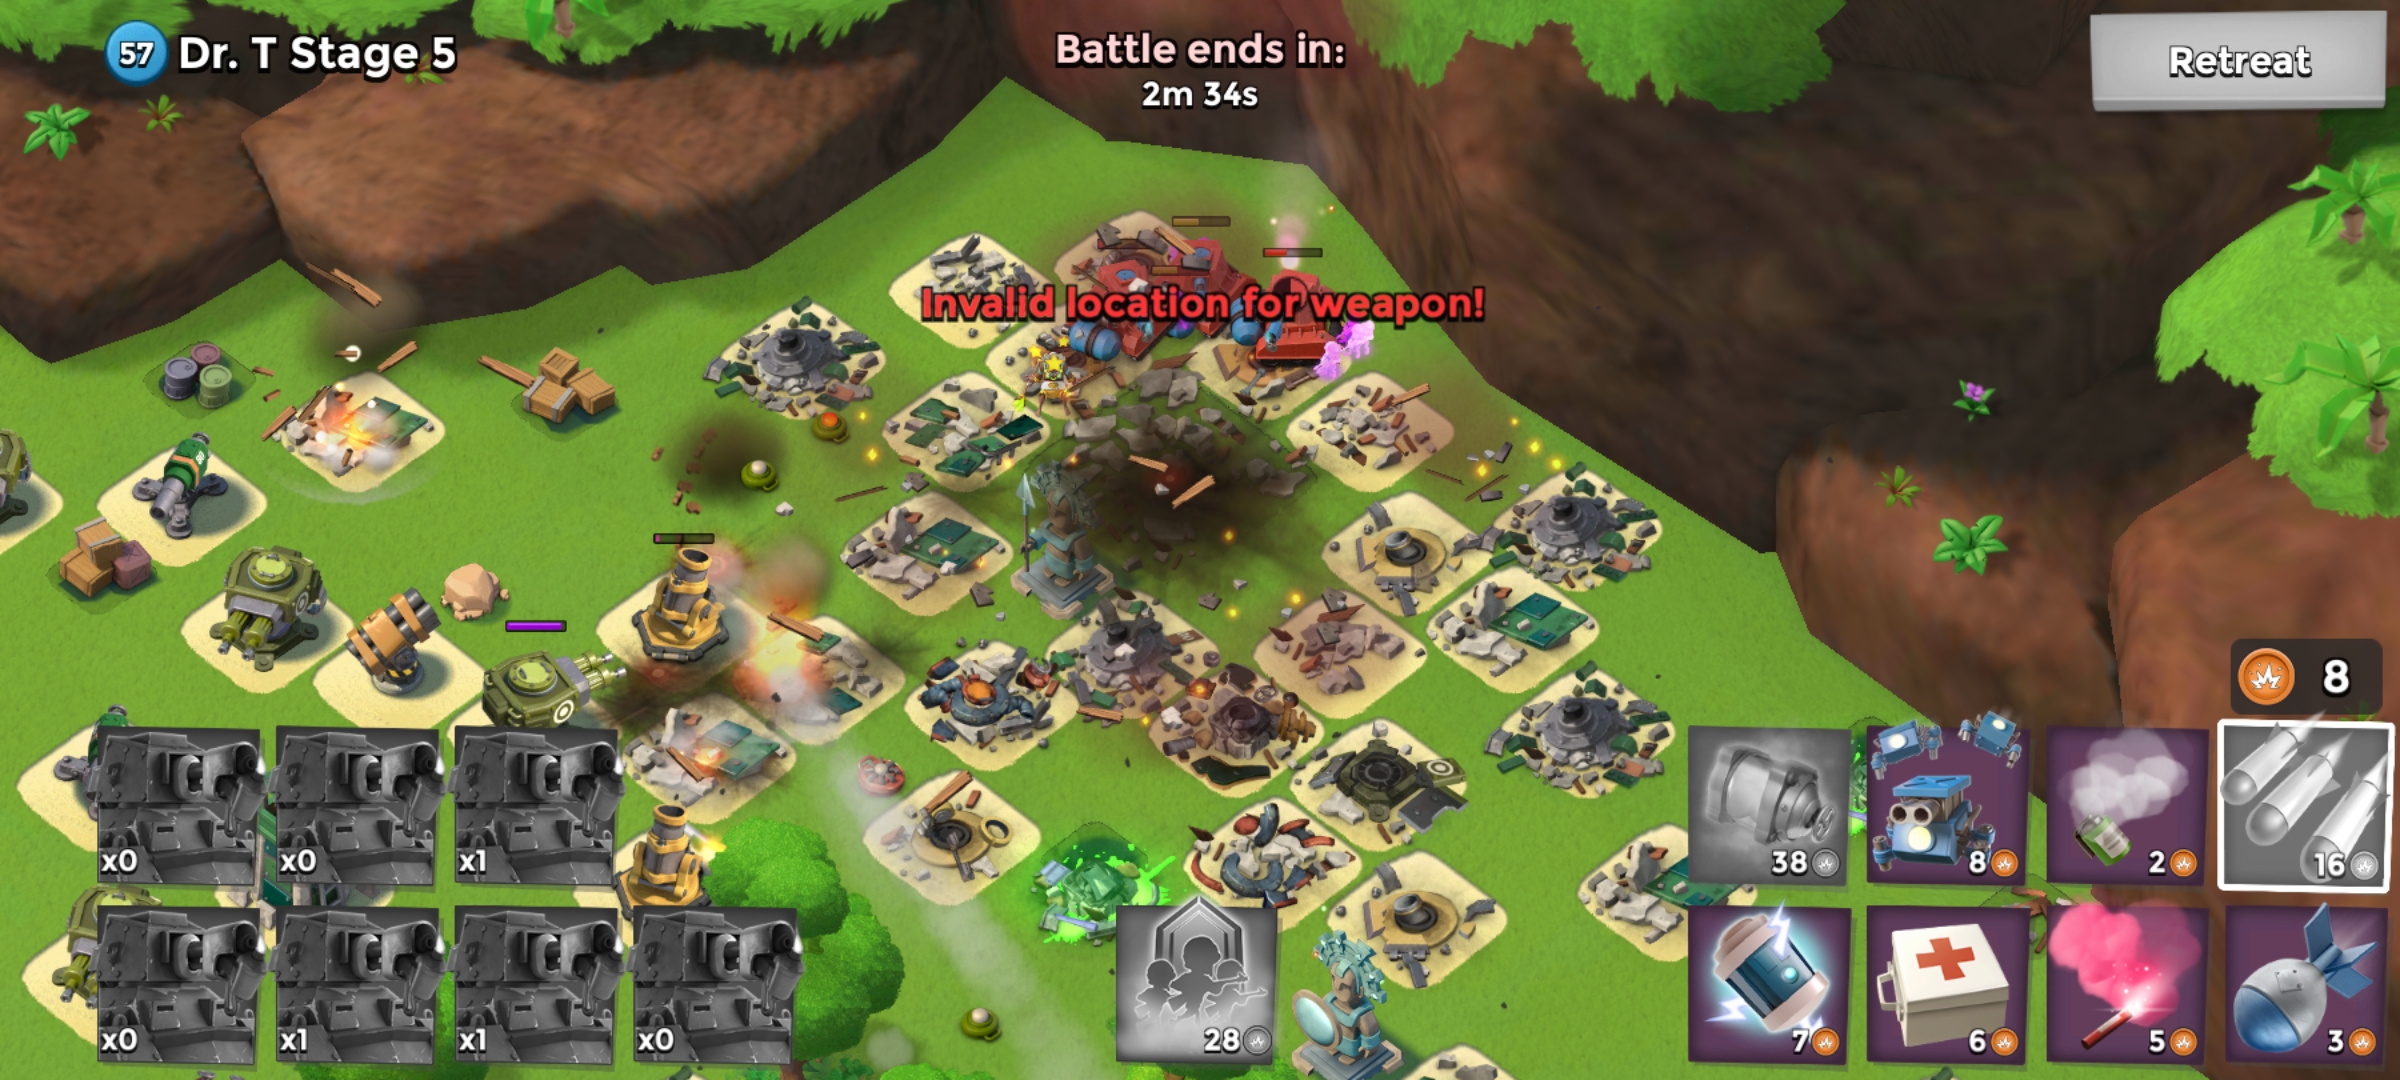 57 Dr. T Stage 5
Battle ends in:
2m 34s
Retreat
Invalid location for weapon!
8
x0 x0 x1
38 8 2 16
x0 x1 x1 x0
28
7 6 5 3